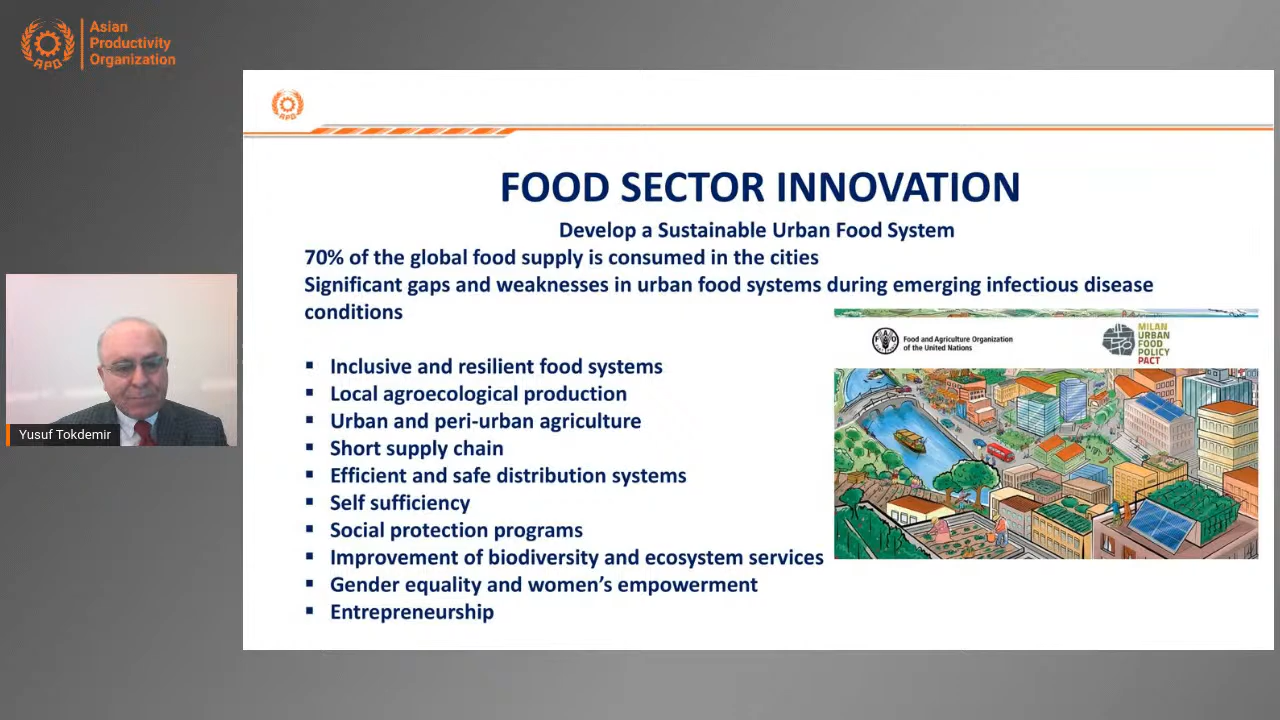 Asian
Productivity
Organization
APO
APO
FOOD SECTOR INNOVATION
Develop a Sustainable Urban Food System
70% of the global food supply is consumed in the cities
Significant gaps and weaknesses in urban food systems during emerging infectious disease
conditions
▪ Inclusive and resilient food systems
▪ Local agroecological production
▪ Urban and peri-urban agriculture
▪ Short supply chain
▪ Efficient and safe distribution systems
▪ Self sufficiency
▪ Social protection programs
▪ Improvement of biodiversity and ecosystem services
▪ Gender equality and women's empowerment
▪ Entrepreneurship
Food and Agriculture Organization
of the United Nations
MILAN
URBAN
FOOD
POLICY
PACT
Yusuf Tokdemir